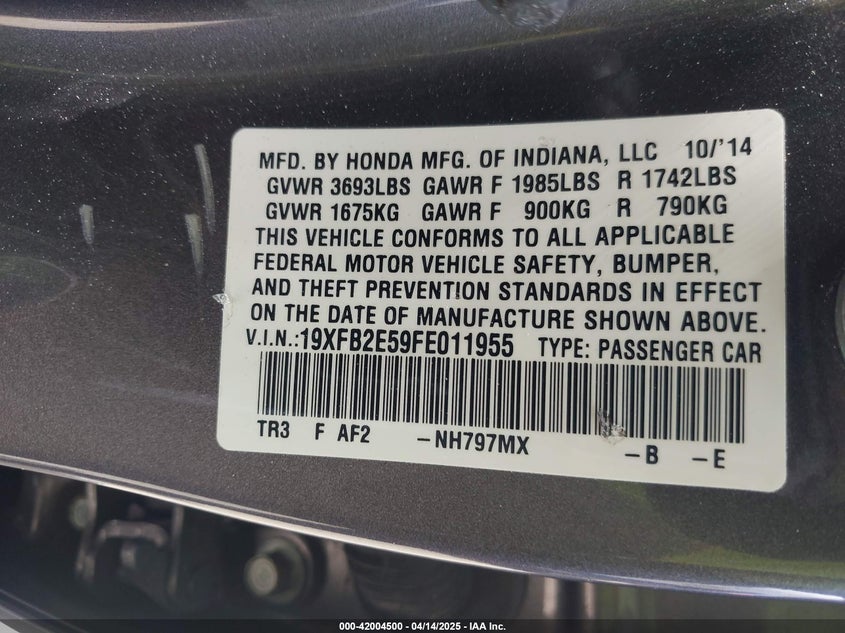 MFD. BY HONDA MFG. OF INDIANA, LLC 10/'14
GVWR 3693LBS GAWR F 1985LBS R 1742LBS
GVWR 1675KG GAWR F 900KG R 790KG
THIS VEHICLE CONFORMS TO ALL APPLICABLE
FEDERAL MOTOR VEHICLE SAFETY, BUMPER,
AND THEFT PREVENTION STANDARDS IN EFFECT
ON THE DATE OF MANUFACTURE SHOWN ABOVE.
V.I.N.:19XFB2E59FE011955 TYPE: PASSENGER CAR
TR3 F AF2 -NH797MX -B -E
000-42004500 - 04/14/2025 - IAA Inc.